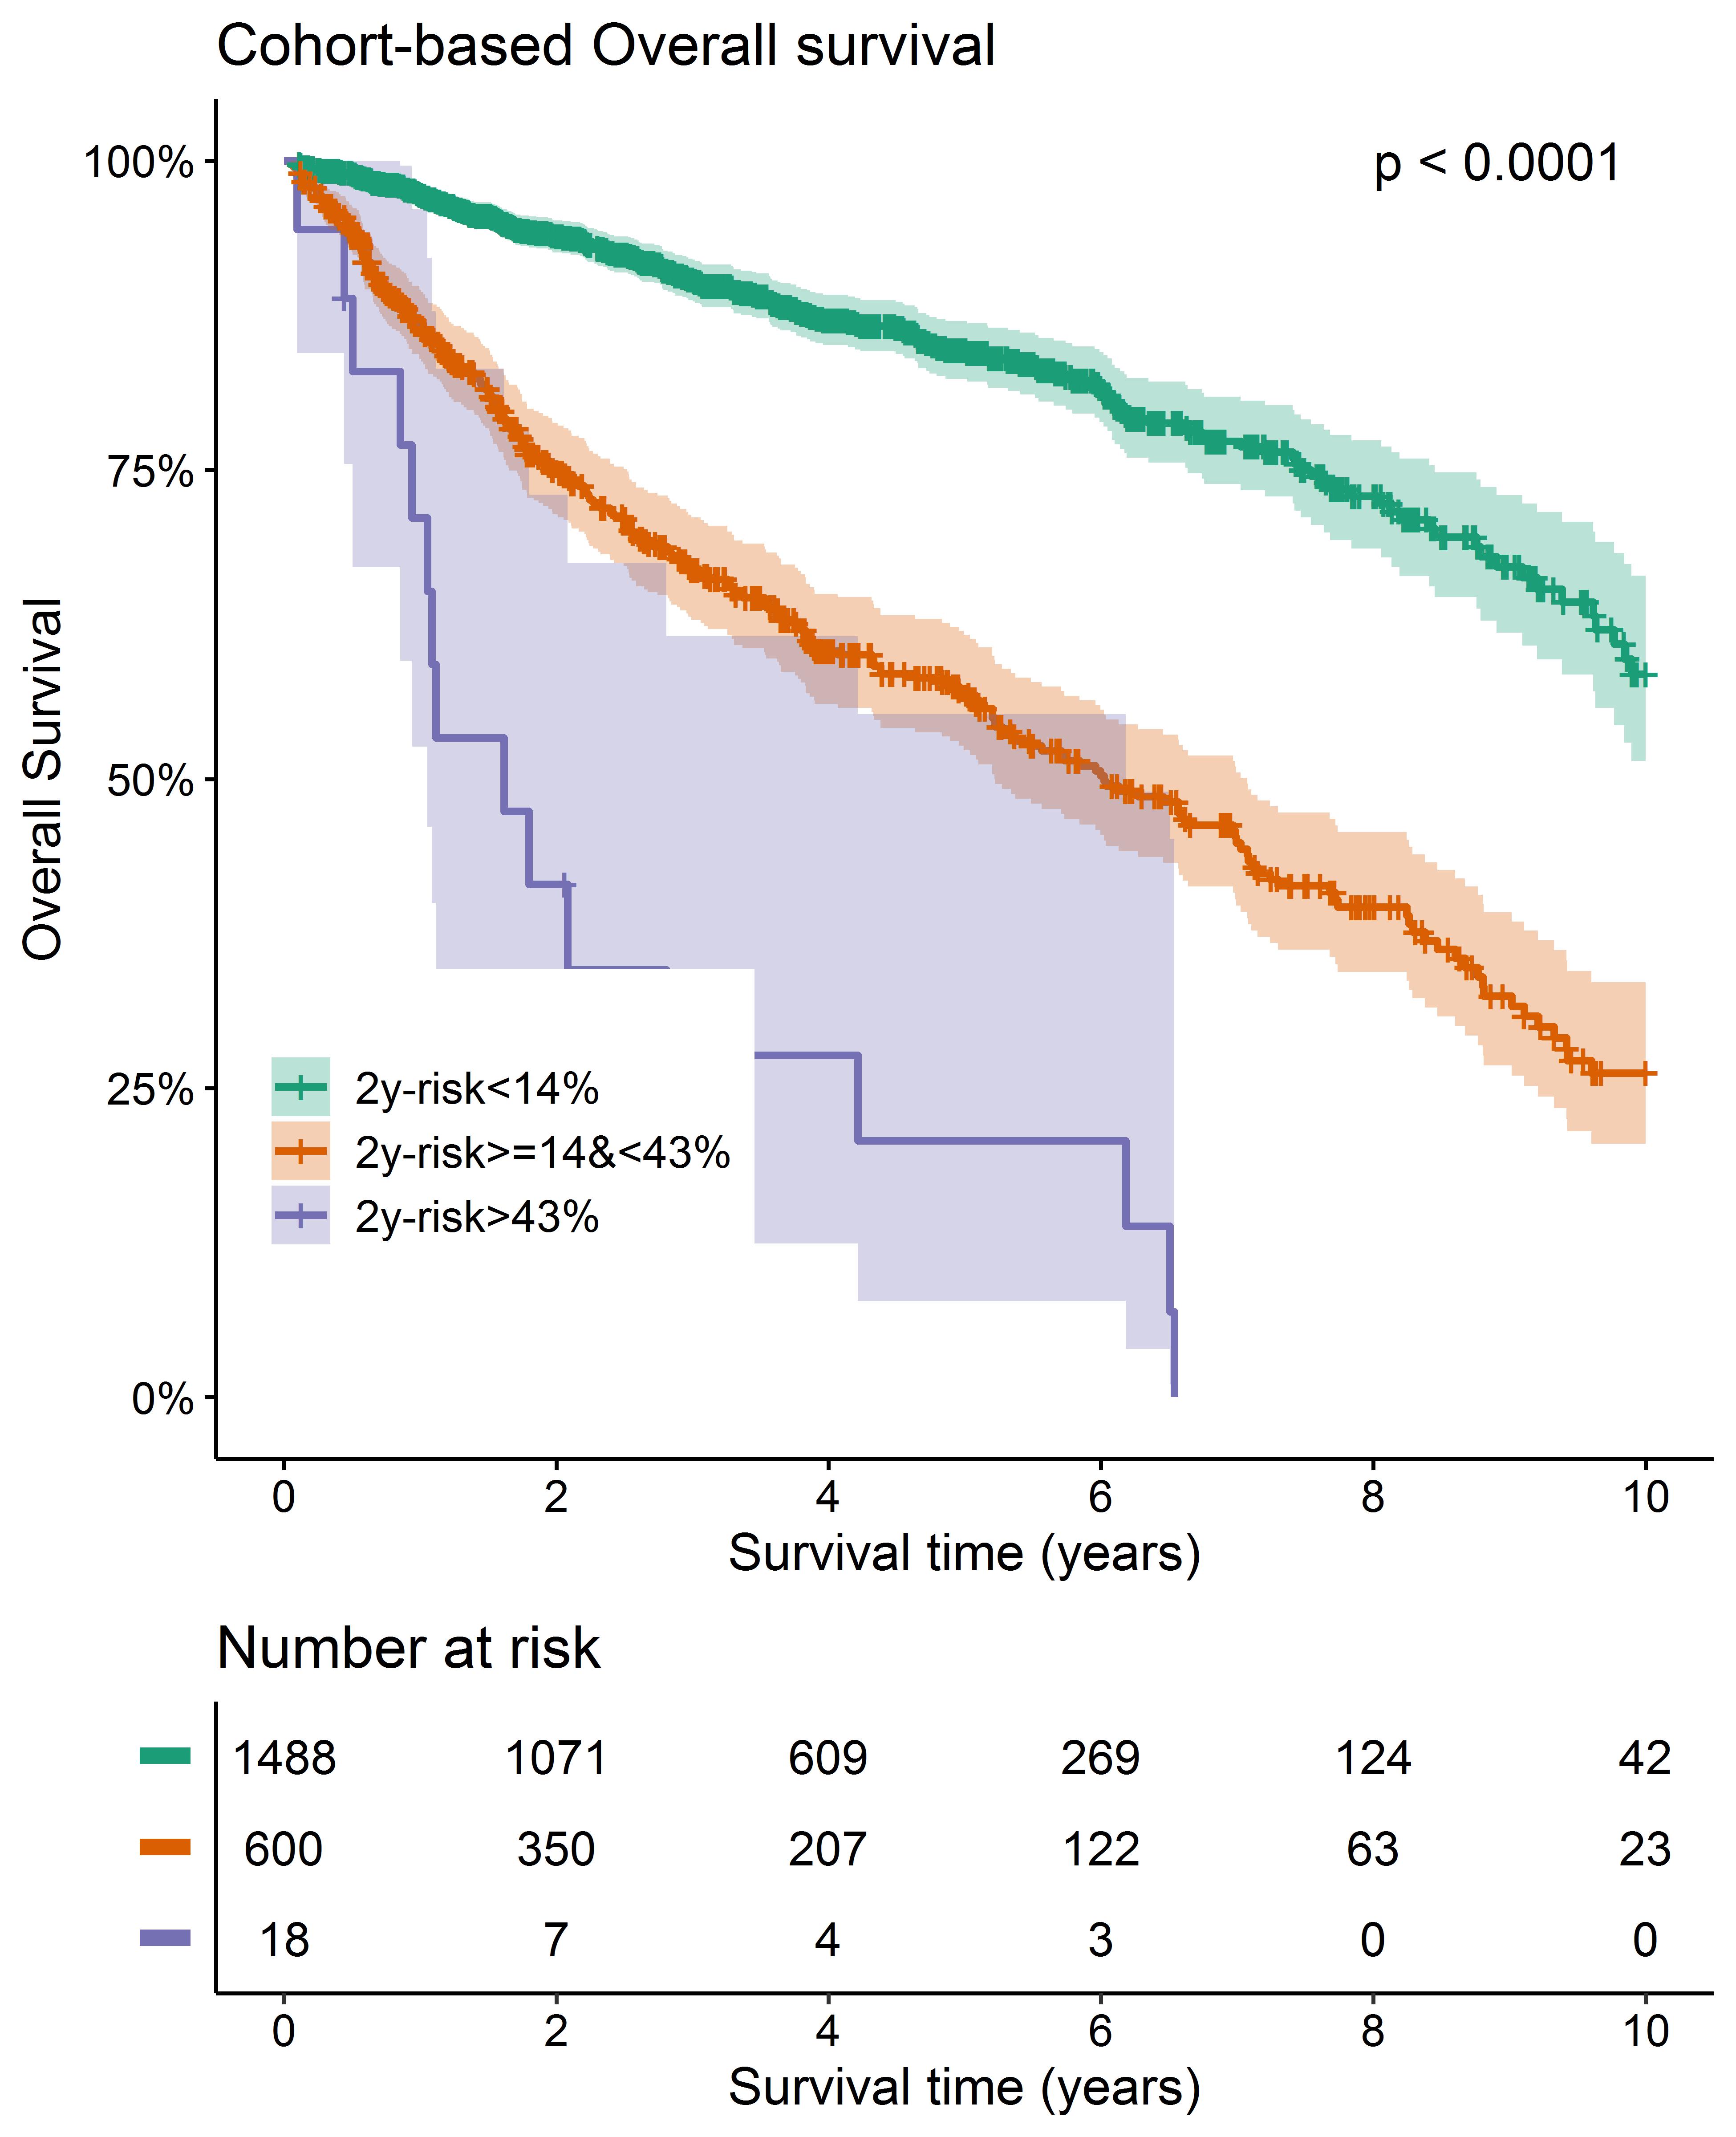 Cohort-based Overall survival
p < 0.0001
100%
75%
50%
25%
0%
Overall Survival
2y-risk<14%
2y-risk>=14&<43%
2y-risk>43%
0 2 4 6 8 10
Survival time (years)
Number at risk
1488 1071 609 269 124 42
600 350 207 122 63 23
18 7 4 3 0 0
0 2 4 6 8 10
Survival time (years)